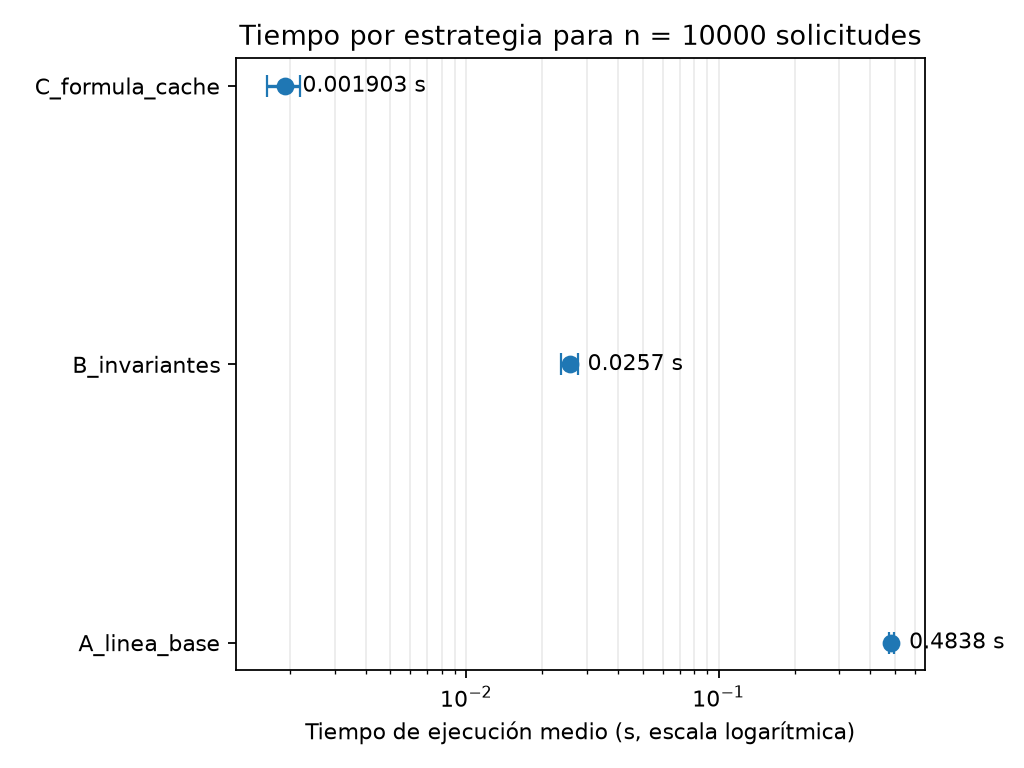 Tiempo por estrategia para n = 10000 solicitudes
C_formula_cache
0.001903 s
B_invariantes
0.0257 s
A_linea_base
0.4838 s
10⁻² 10⁻¹
Tiempo de ejecución medio (s, escala logarítmica)